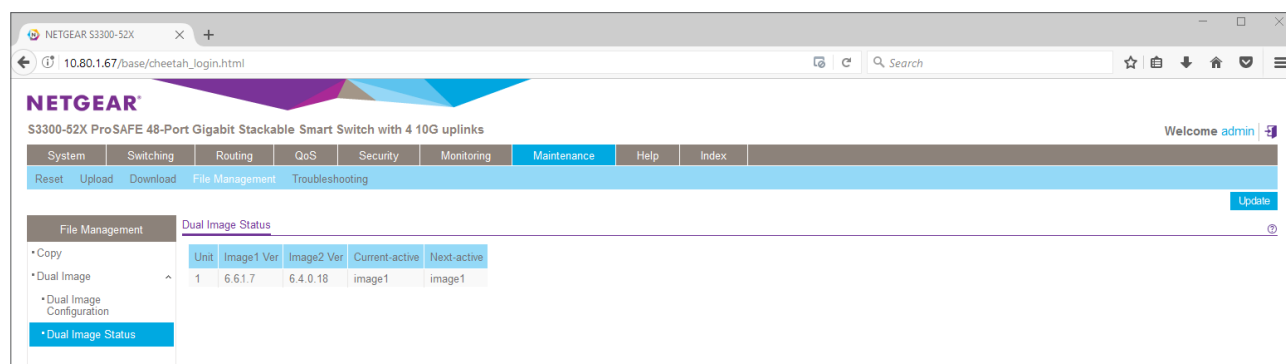 NETGEAR S3300-52X
10.80.1.67/base/cheetah_login.html
Search
NETGEAR®
S3300-52X ProSAFE 48-Port Gigabit Stackable Smart Switch with 4 10G uplinks
Welcome admin
System Switching Routing QoS Security Monitoring Maintenance Help Index
Reset Upload Download File Management Troubleshooting
Update
File Management
Dual Image Status
•Copy
•Dual Image
•Dual Image
Configuration
•Dual Image Status
Unit Image1 Ver Image2 Ver Current-active Next-active
1 6.6.1.7 6.4.0.18 image1 image1